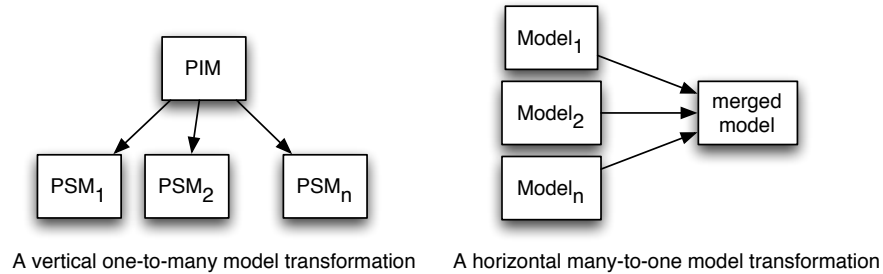 PIM
PSM1
PSM2
PSMn
A vertical one-to-many model transformation
Model1
Model2
Modeln
merged
model
A horizontal many-to-one model transformation